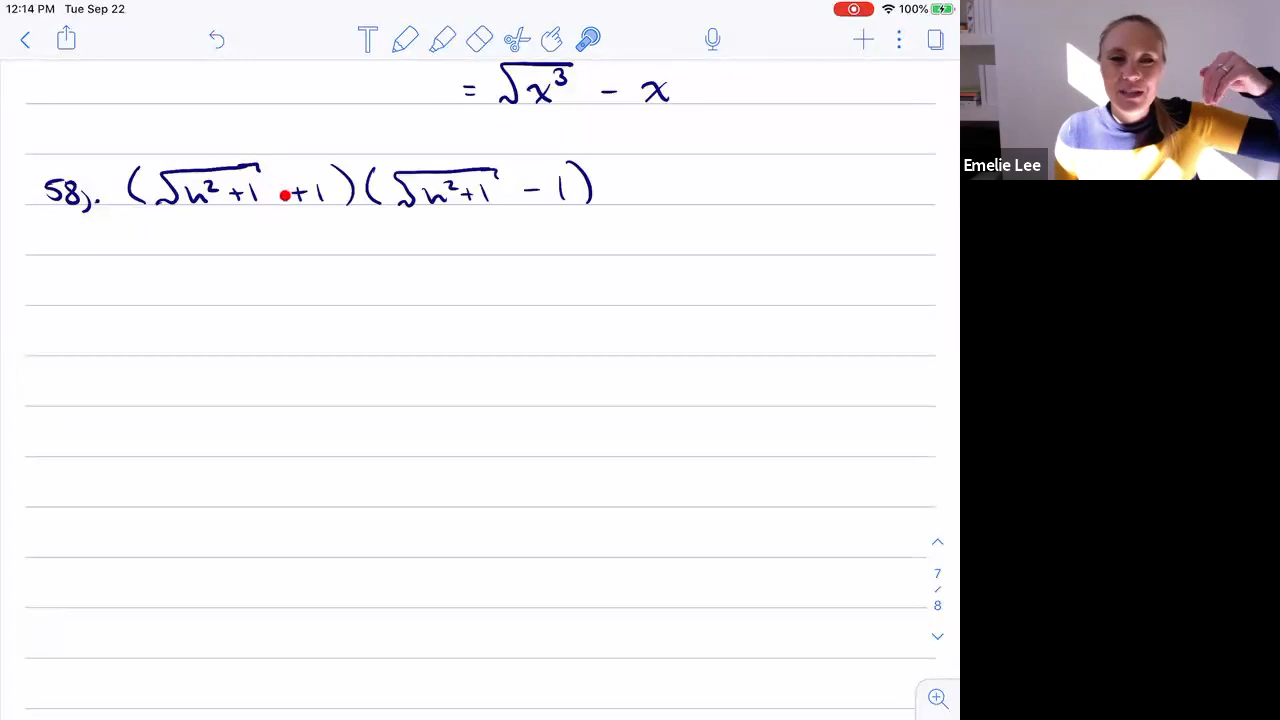 12:14 PM Tue Sep 22
100%
= √x³ - x
58). (√h²+1 +1)(√h²+1 - 1)
Emelie Lee
7
/
8